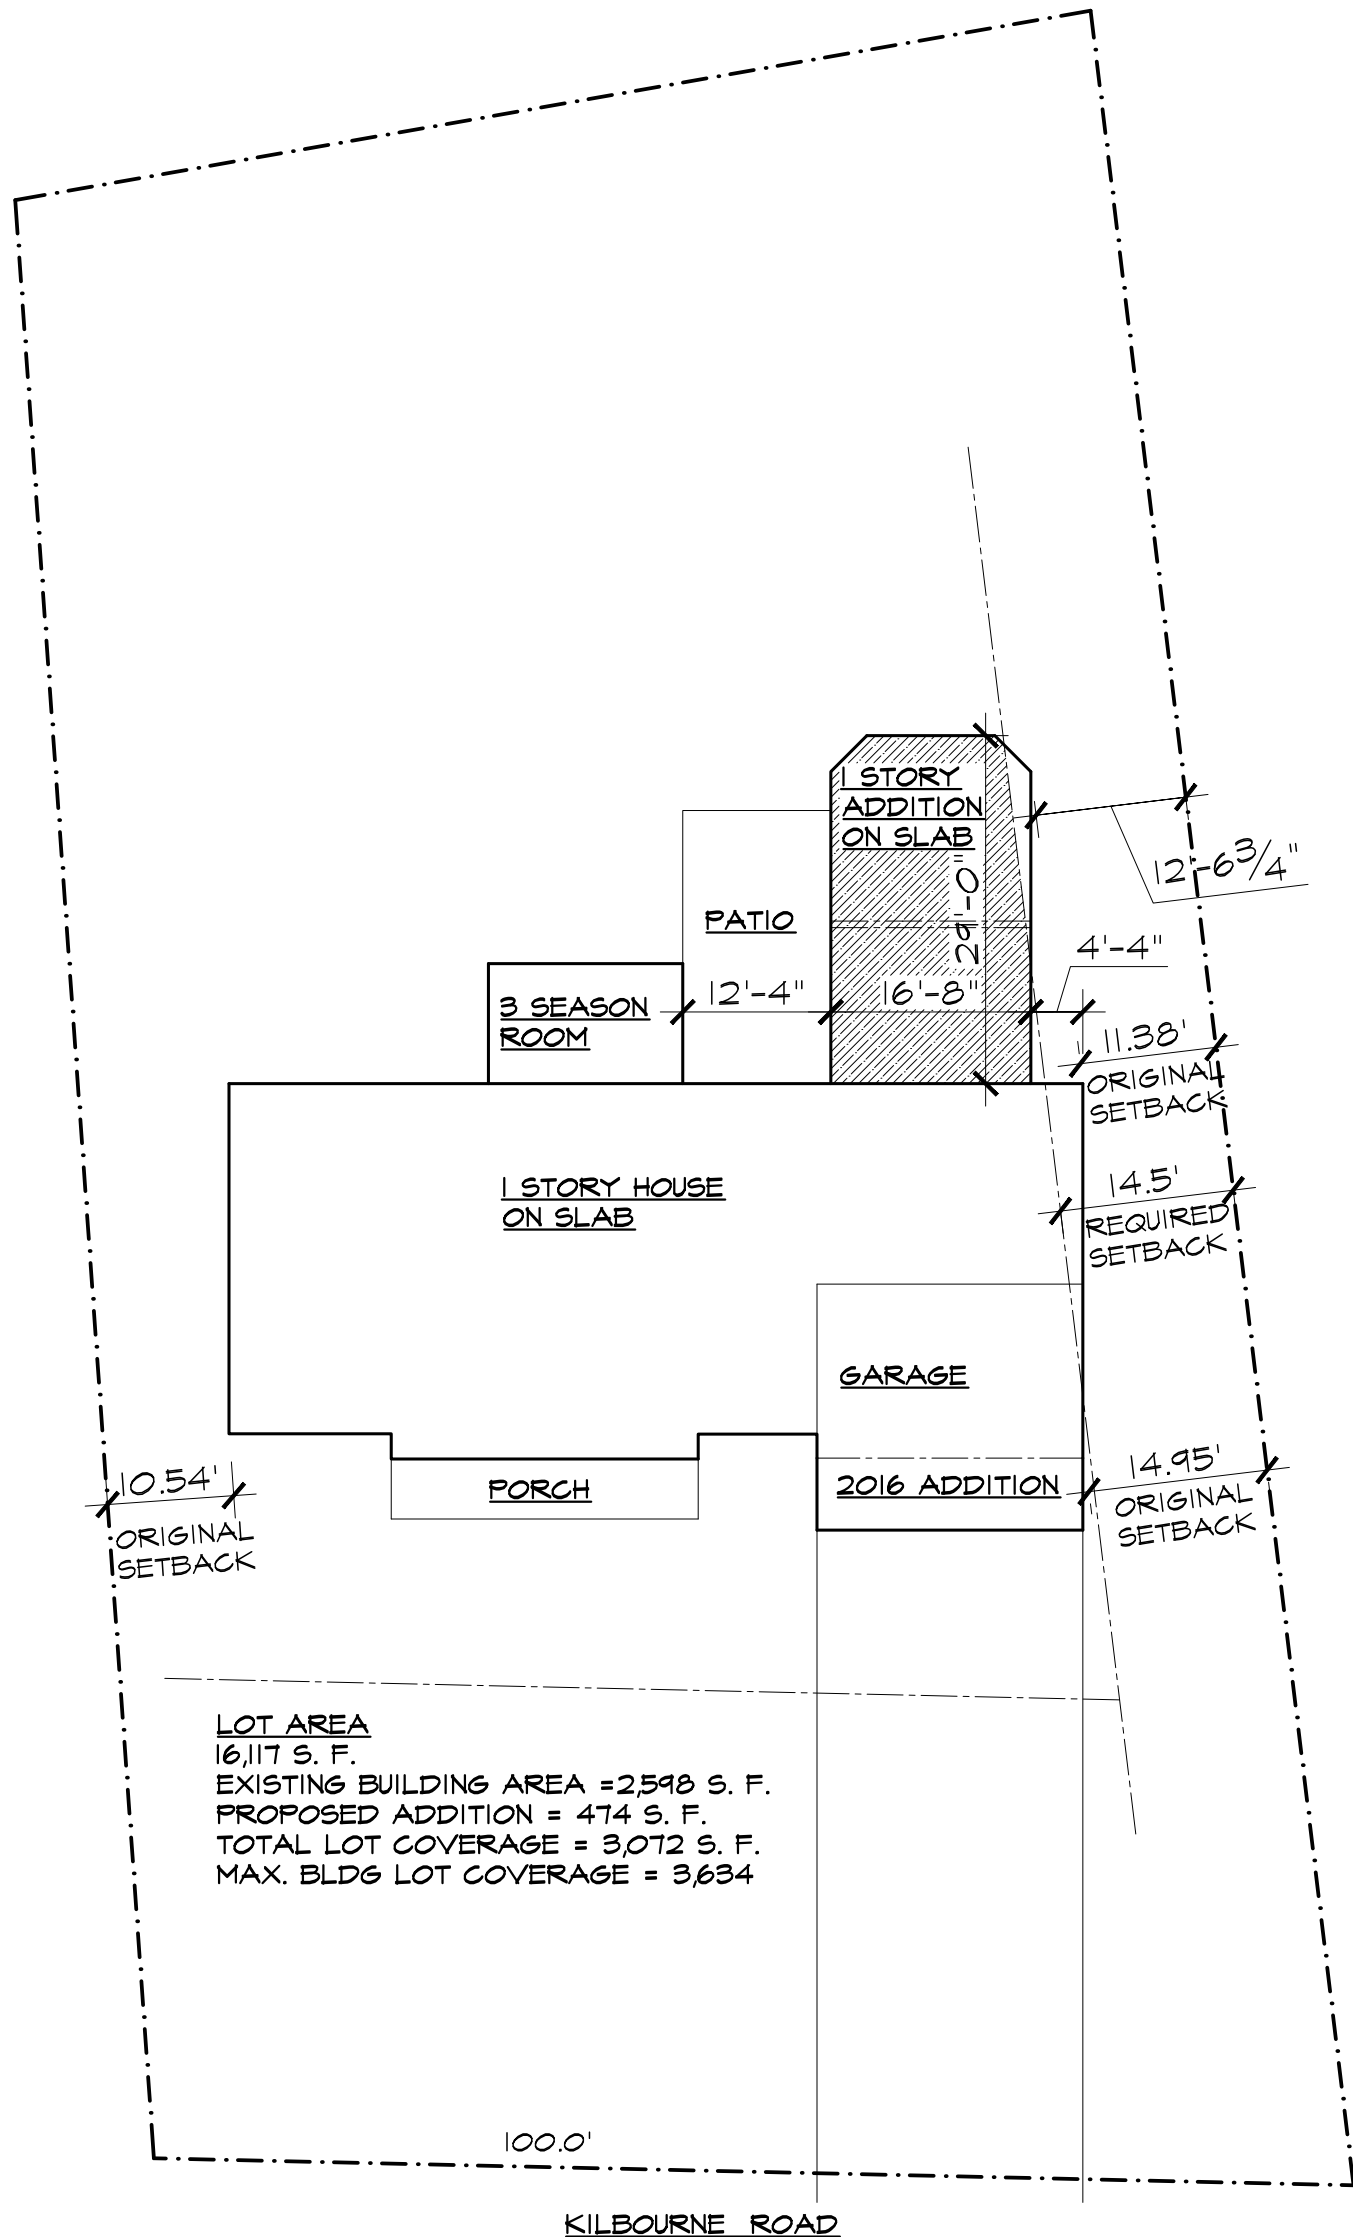 1 STORY
ADDITION
ON SLAB
12'-6 3/4"
29'-0"
PATIO
4'-4"
3 SEASON
ROOM
12'-4"
16'-8"
11.38'
ORIGINAL
SETBACK
1 STORY HOUSE
ON SLAB
14.5'
REQUIRED
SETBACK
GARAGE
10.54'
ORIGINAL
SETBACK
PORCH
2016 ADDITION
14.95'
ORIGINAL
SETBACK
LOT AREA
16,117 S. F.
EXISTING BUILDING AREA =2,598 S. F.
PROPOSED ADDITION = 474 S. F.
TOTAL LOT COVERAGE = 3,072 S. F.
MAX. BLDG LOT COVERAGE = 3,634
100.0'
KILBOURNE ROAD